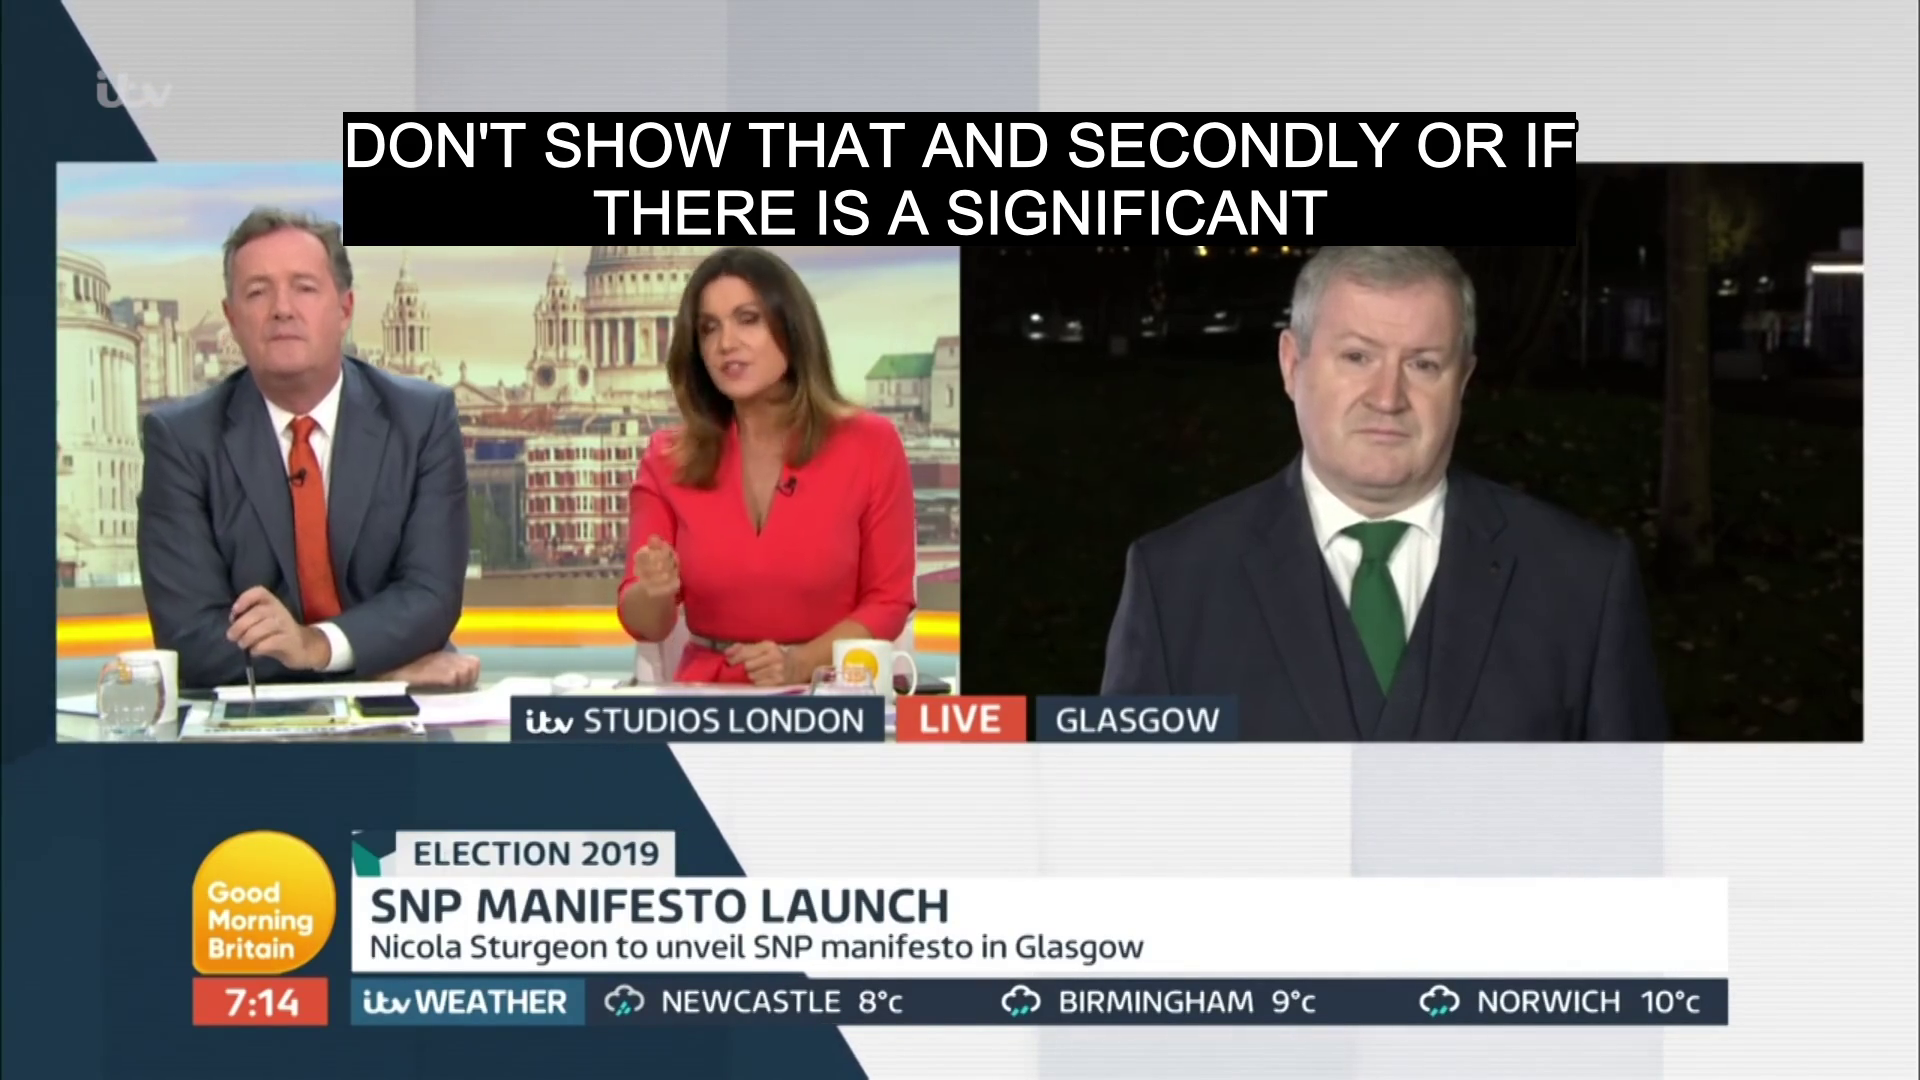 itv
DON'T SHOW THAT AND SECONDLY OR IF
THERE IS A SIGNIFICANT
itv STUDIOS LONDON
LIVE
GLASGOW
ELECTION 2019
SNP MANIFESTO LAUNCH
Nicola Sturgeon to unveil SNP manifesto in Glasgow
Good
Morning
Britain
7:14
itv WEATHER
NEWCASTLE 8°c
BIRMINGHAM 9°c
NORWICH 10°c